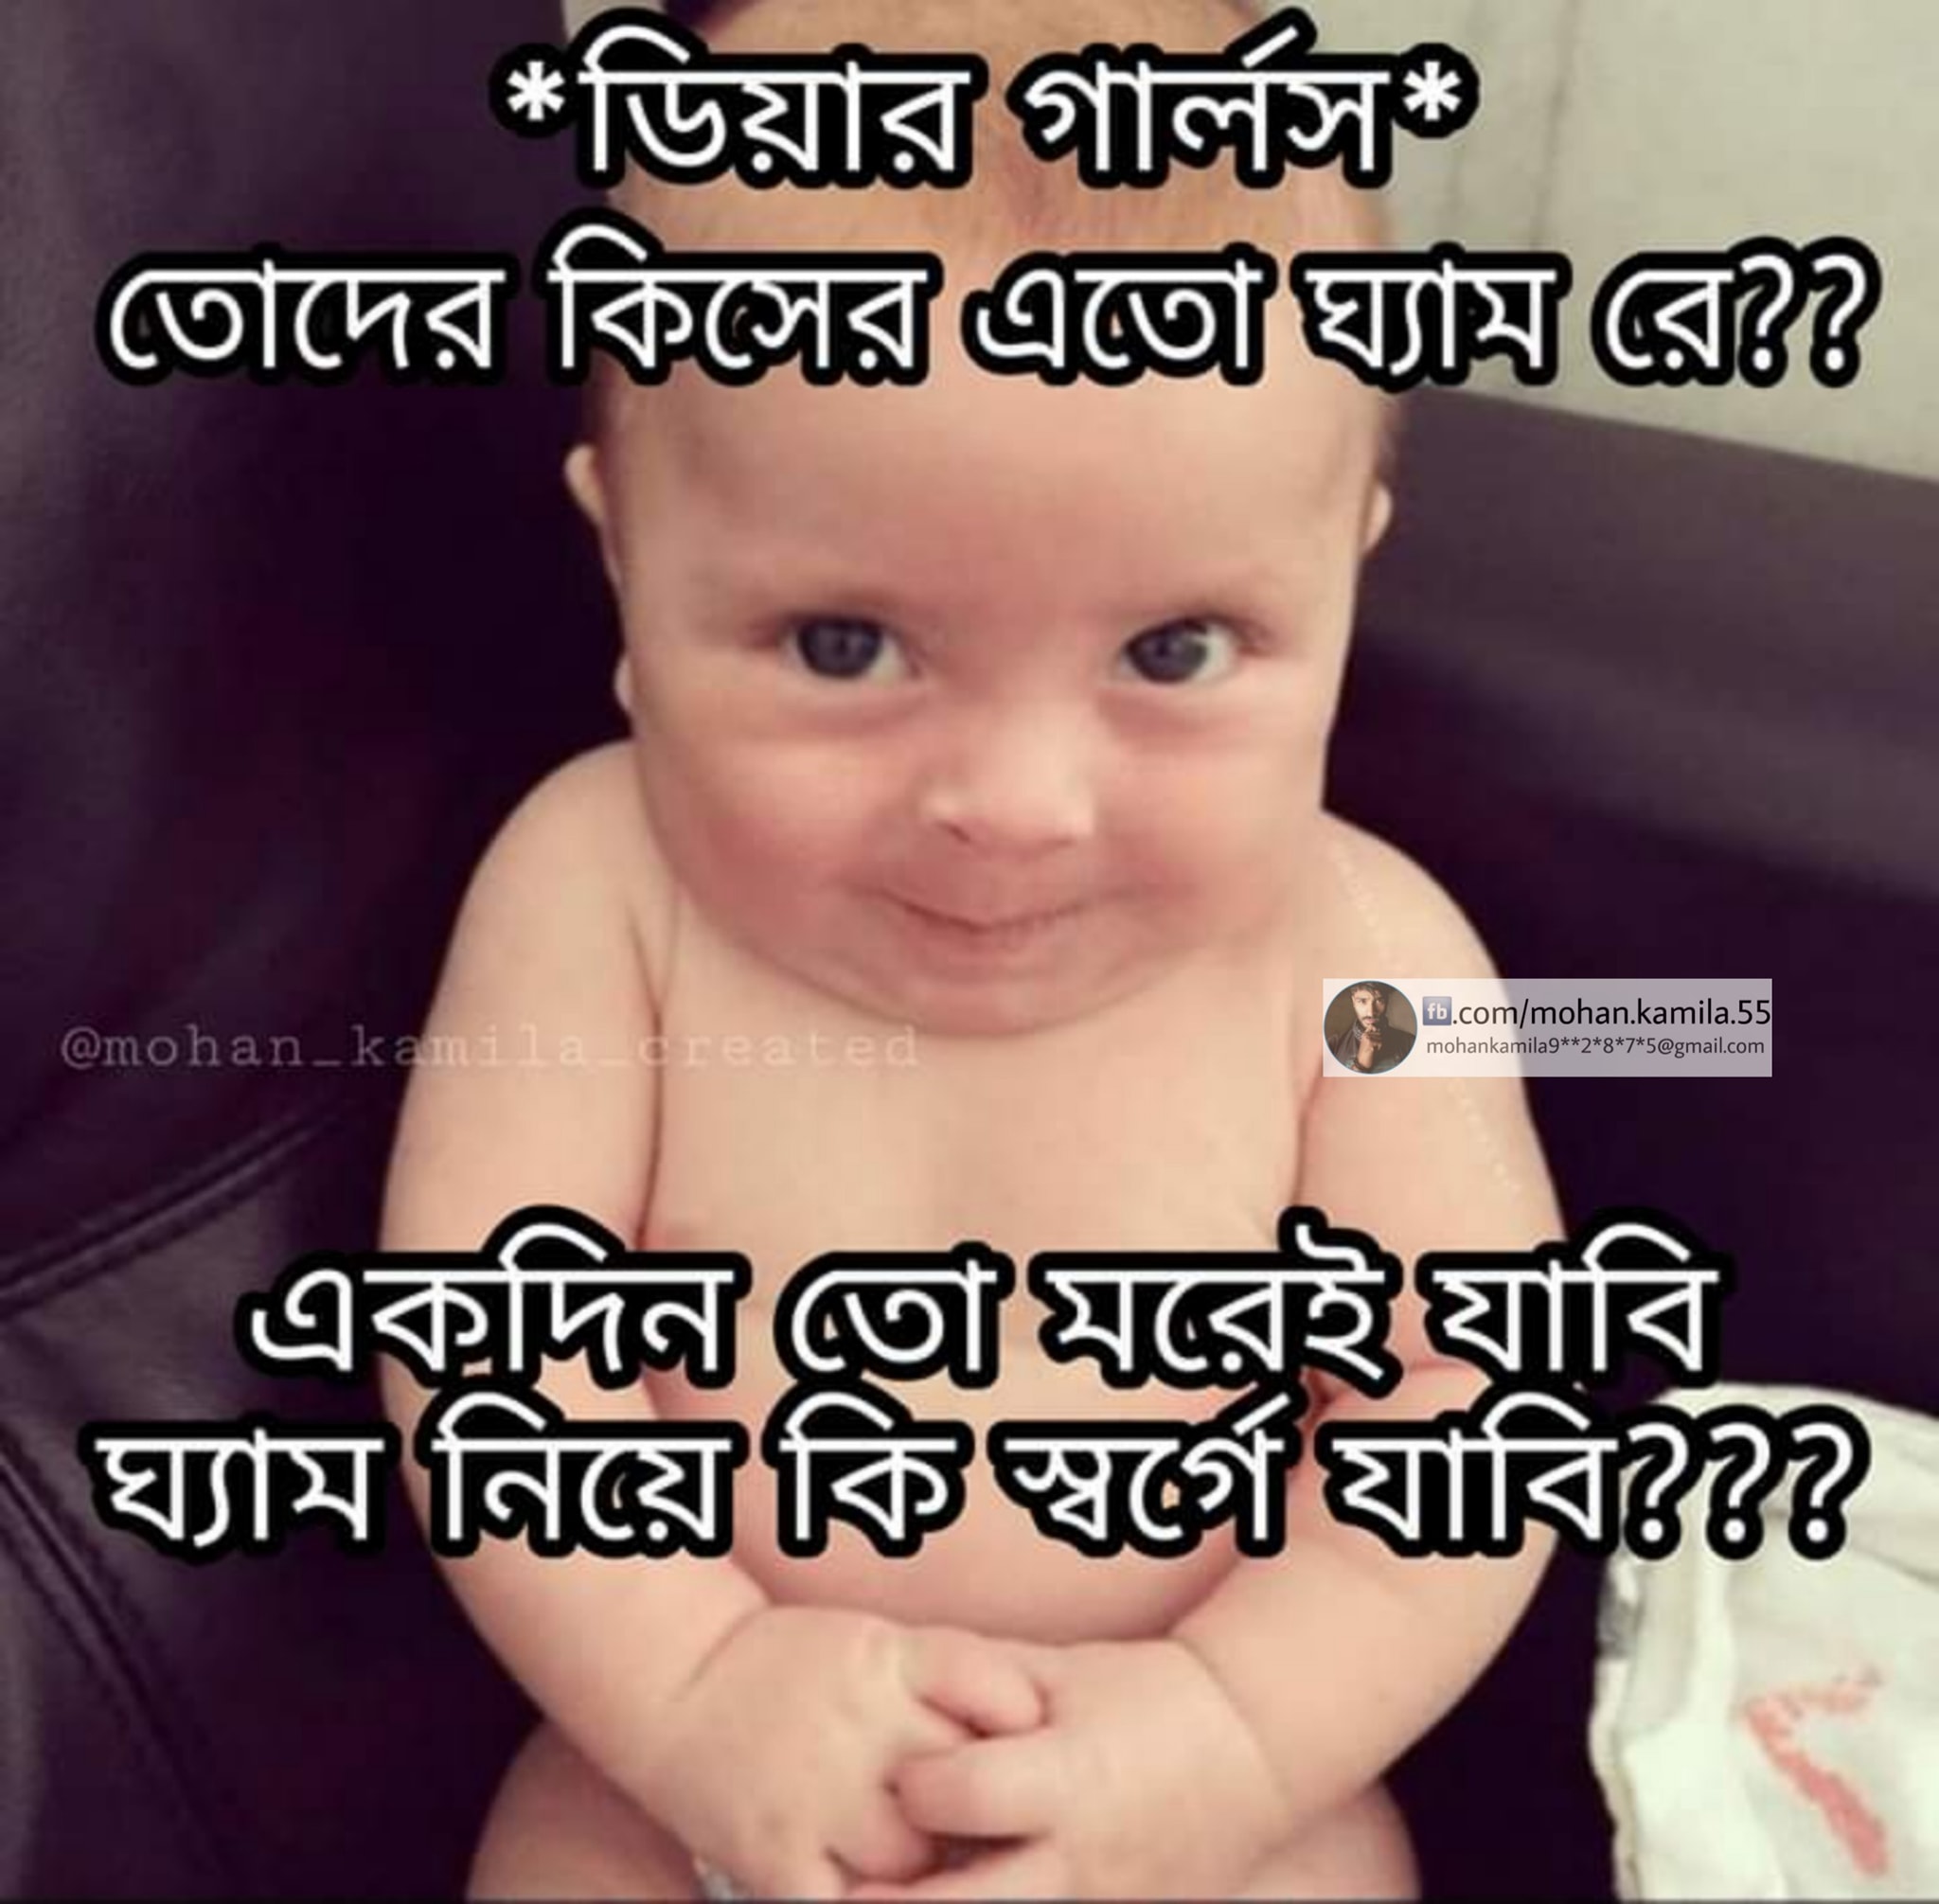 *ডিয়ার গার্লস*
তোদের কিসের এতো ঘ্যাম রে??
fb.com/mohan.kamila.55
mohankamila9**2*8*7*5@gmail.com
@mohan_kamila_created
একদিন তো মরেই যাবি
ঘ্যাম নিয়ে কি স্বর্গে যাবি???